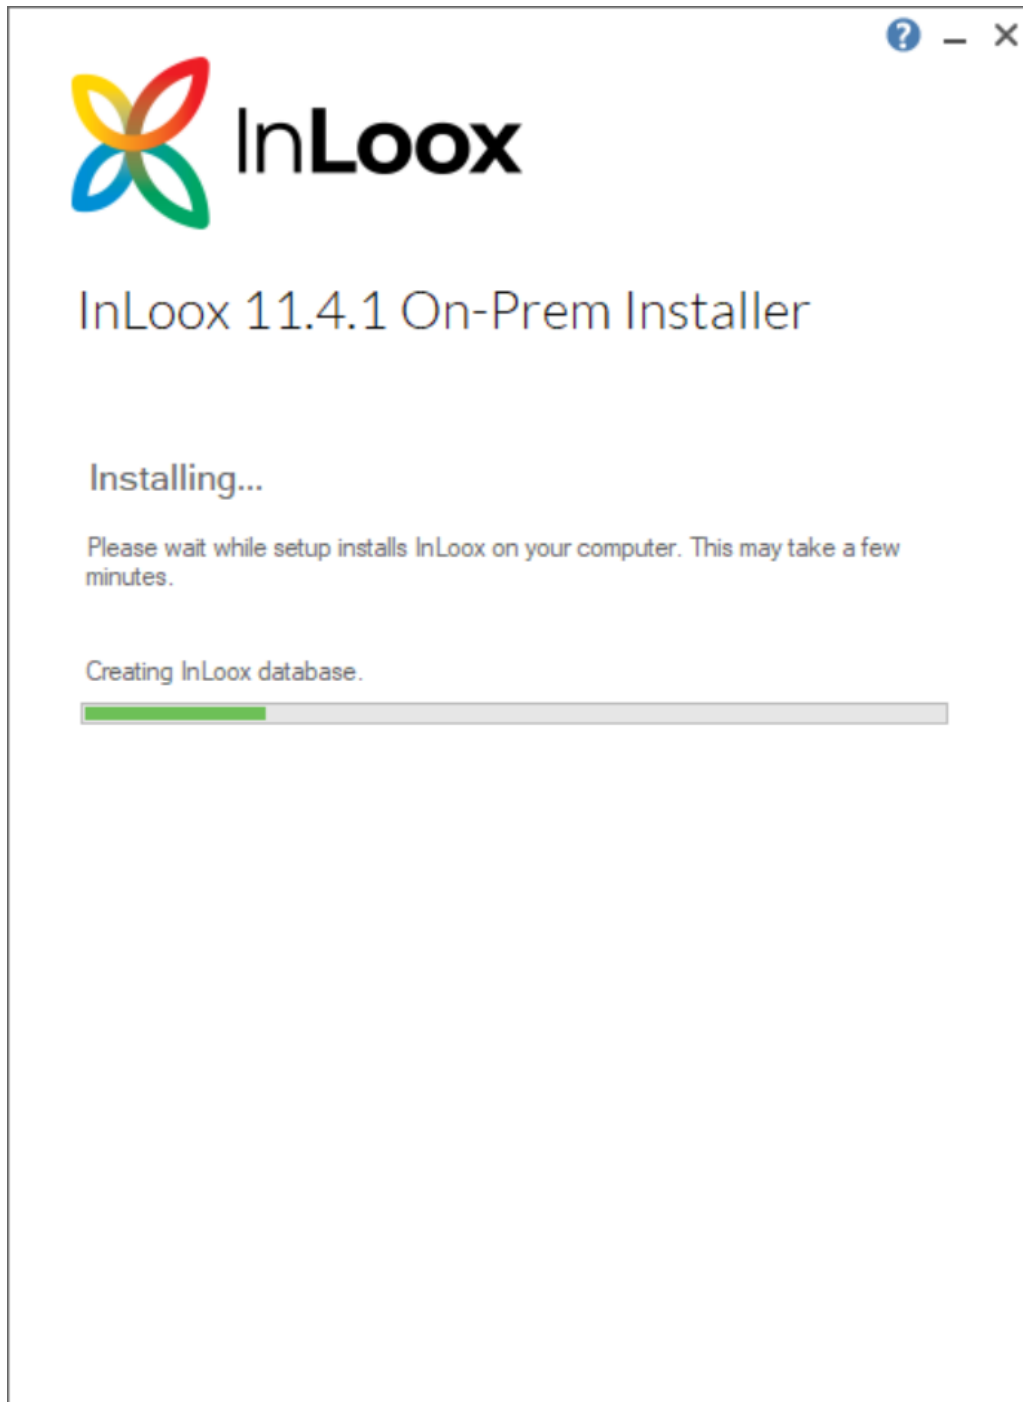 ?
InLoox
InLoox 11.4.1 On-Prem Installer
Installing...
Please wait while setup installs InLoox on your computer. This may take a few
minutes.
Creating InLoox database.